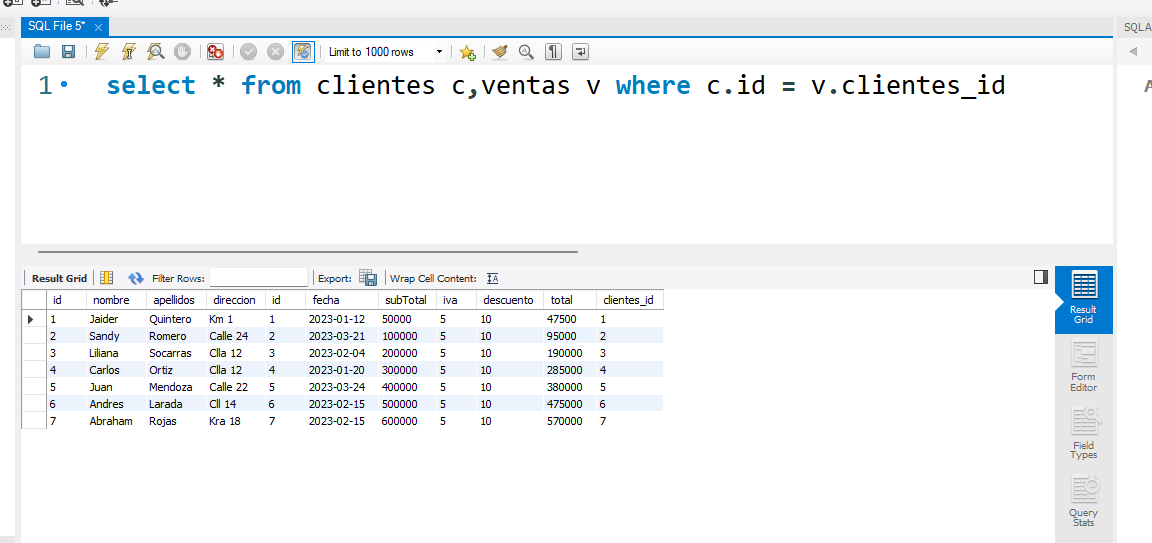 SQL File 5*
SQLA
Limit to 1000 rows
1 select * from clientes c,ventas v where c.id = v.clientes_id
Result Grid Filter Rows: Export: Wrap Cell Content:
id nombre apellidos direccion id fecha subTotal iva descuento total clientes_id
1 Jaider Quintero Km 1 1 2023-01-12 50000 5 10 47500 1
2 Sandy Romero Calle 24 2 2023-03-21 100000 5 10 95000 2
3 Liliana Socarras Clla 12 3 2023-02-04 200000 5 10 190000 3
4 Carlos Ortiz Clla 12 4 2023-01-20 300000 5 10 285000 4
5 Juan Mendoza Calle 22 5 2023-03-24 400000 5 10 380000 5
6 Andres Larada Cll 14 6 2023-02-15 500000 5 10 475000 6
7 Abraham Rojas Kra 18 7 2023-02-15 600000 5 10 570000 7
Result
Grid
Form
Editor
Field
Types
Query
Stats